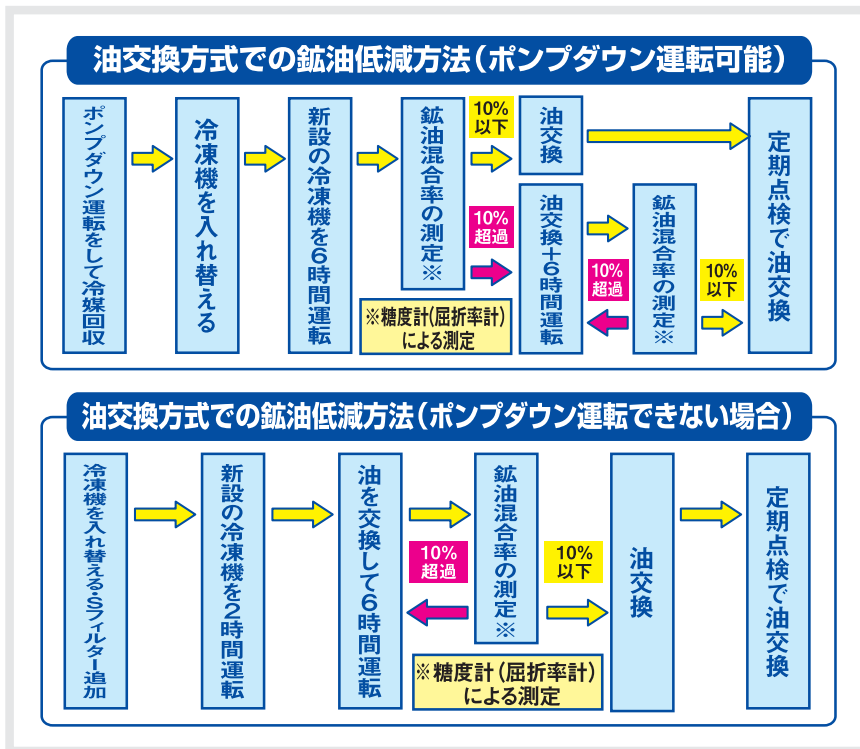 油交換方式での鉱油低減方法(ポンプダウン運転可能)
ポンプダウン運転をして冷媒回収
冷凍機を入れ替える
新設の冷凍機を6時間運転
鉱油混合率の測定※
10%
以下
油交換
10%
超過
油交換+6時間運転
鉱油混合率の測定※
10%
超過
10%
以下
定期点検で油交換
※糖度計(屈折率計)
による測定
油交換方式での鉱油低減方法(ポンプダウン運転できない場合)
冷凍機を入れ替える・Sフィルター追加
新設の冷凍機を2時間運転
油を交換して6時間運転
10%
超過
鉱油混合率の測定※
10%
以下
油交換
定期点検で油交換
※糖度計(屈折率計)
による測定